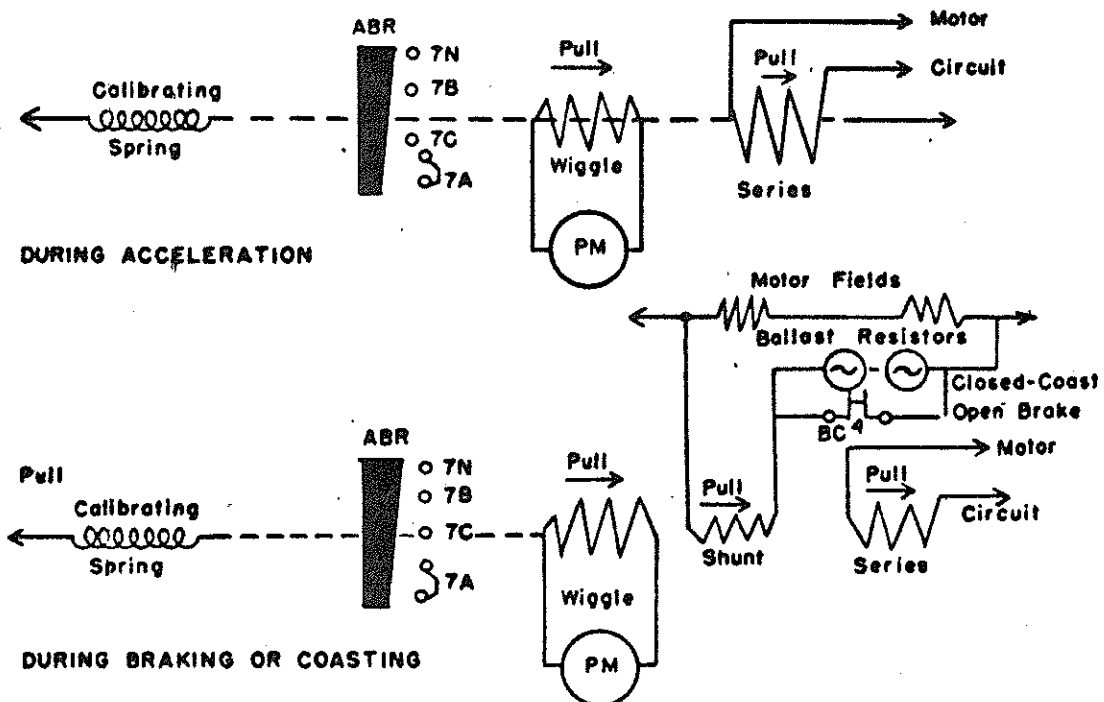 ABR
7N
7B
7C
7A
Calibrating
Spring
Pull
Wiggle
PM
Motor
Pull
Circuit
Series
DURING ACCELERATION
Motor Fields
Ballast Resistors
Closed-Coast
Open Brake
BC 4
Motor
Pull
Circuit
Series
Pull
Shunt
ABR
7N
7B
7C
7A
Pull
Calibrating
Spring
Pull
Wiggle
PM
DURING BRAKING OR COASTING